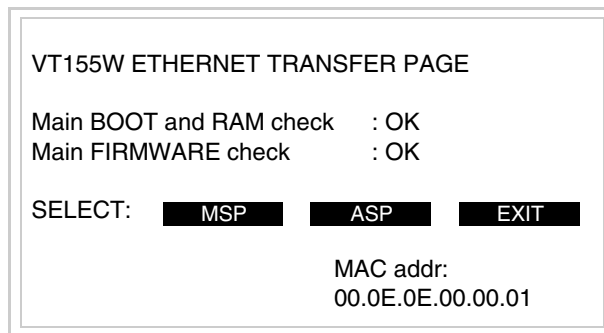 VT155W ETHERNET TRANSFER PAGE
Main BOOT and RAM check : OK
Main FIRMWARE check : OK
SELECT: MSP ASP EXIT
MAC addr:
00.0E.0E.00.00.01